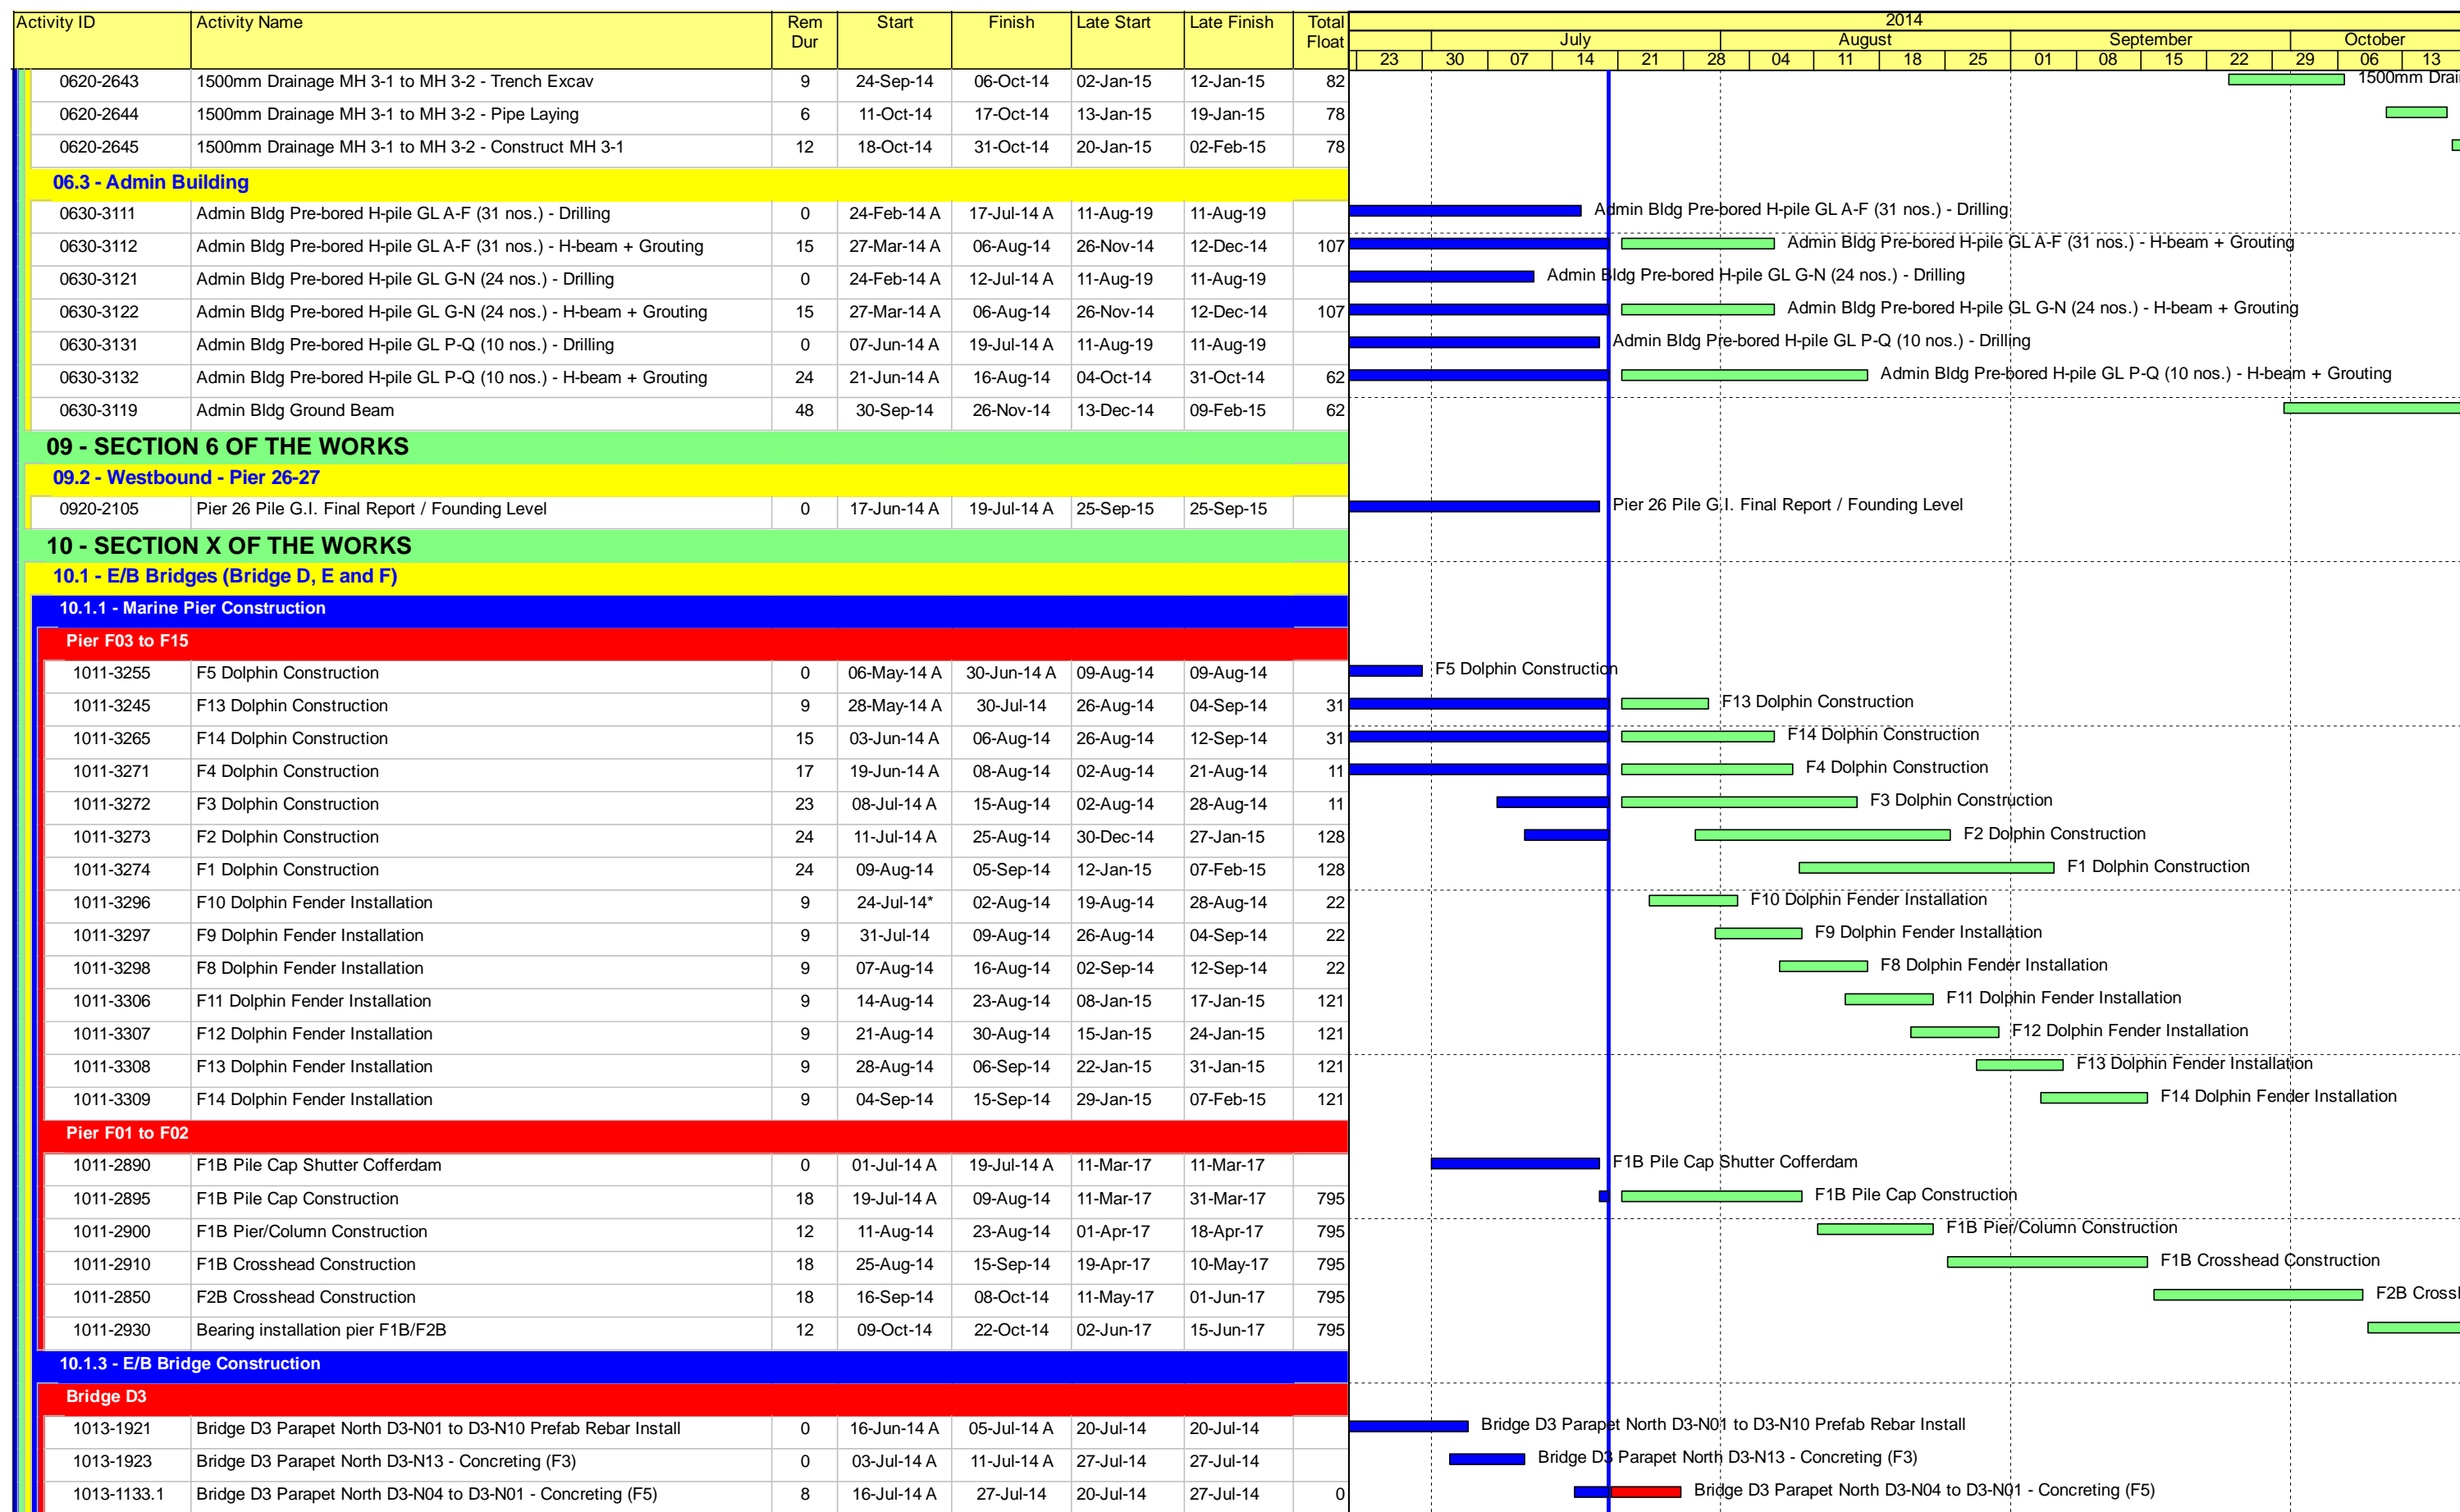 Activity ID Activity Name Rem Dur Start Finish Late Start Late Finish Total Float
2014
July August September October
23 30 07 14 21 28 04 11 18 25 01 08 15 22 29 06 13
0620-2643 1500mm Drainage MH 3-1 to MH 3-2 - Trench Excav 9 24-Sep-14 06-Oct-14 02-Jan-15 12-Jan-15 82 1500mm Drai
0620-2644 1500mm Drainage MH 3-1 to MH 3-2 - Pipe Laying 6 11-Oct-14 17-Oct-14 13-Jan-15 19-Jan-15 78
0620-2645 1500mm Drainage MH 3-1 to MH 3-2 - Construct MH 3-1 12 18-Oct-14 31-Oct-14 20-Jan-15 02-Feb-15 78
06.3 - Admin Building
0630-3111 Admin Bldg Pre-bored H-pile GL A-F (31 nos.) - Drilling 0 24-Feb-14 A 17-Jul-14 A 11-Aug-19 11-Aug-19 Admin Bldg Pre-bored H-pile GL A-F (31 nos.) - Drilling
0630-3112 Admin Bldg Pre-bored H-pile GL A-F (31 nos.) - H-beam + Grouting 15 27-Mar-14 A 06-Aug-14 26-Nov-14 12-Dec-14 107 Admin Bldg Pre-bored H-pile GL A-F (31 nos.) - H-beam + Grouting
0630-3121 Admin Bldg Pre-bored H-pile GL G-N (24 nos.) - Drilling 0 24-Feb-14 A 12-Jul-14 A 11-Aug-19 11-Aug-19 Admin Bldg Pre-bored H-pile GL G-N (24 nos.) - Drilling
0630-3122 Admin Bldg Pre-bored H-pile GL G-N (24 nos.) - H-beam + Grouting 15 27-Mar-14 A 06-Aug-14 26-Nov-14 12-Dec-14 107 Admin Bldg Pre-bored H-pile GL G-N (24 nos.) - H-beam + Grouting
0630-3131 Admin Bldg Pre-bored H-pile GL P-Q (10 nos.) - Drilling 0 07-Jun-14 A 19-Jul-14 A 11-Aug-19 11-Aug-19 Admin Bldg Pre-bored H-pile GL P-Q (10 nos.) - Drilling
0630-3132 Admin Bldg Pre-bored H-pile GL P-Q (10 nos.) - H-beam + Grouting 24 21-Jun-14 A 16-Aug-14 04-Oct-14 31-Oct-14 62 Admin Bldg Pre-bored H-pile GL P-Q (10 nos.) - H-beam + Grouting
0630-3119 Admin Bldg Ground Beam 48 30-Sep-14 26-Nov-14 13-Dec-14 09-Feb-15 62
09 - SECTION 6 OF THE WORKS
09.2 - Westbound - Pier 26-27
0920-2105 Pier 26 Pile G.I. Final Report / Founding Level 0 17-Jun-14 A 19-Jul-14 A 25-Sep-15 25-Sep-15 Pier 26 Pile G.I. Final Report / Founding Level
10 - SECTION X OF THE WORKS
10.1 - E/B Bridges (Bridge D, E and F)
10.1.1 - Marine Pier Construction
Pier F03 to F15
1011-3255 F5 Dolphin Construction 0 06-May-14 A 30-Jun-14 A 09-Aug-14 09-Aug-14 F5 Dolphin Construction
1011-3245 F13 Dolphin Construction 9 28-May-14 A 30-Jul-14 26-Aug-14 04-Sep-14 31 F13 Dolphin Construction
1011-3265 F14 Dolphin Construction 15 03-Jun-14 A 06-Aug-14 26-Aug-14 12-Sep-14 31 F14 Dolphin Construction
1011-3271 F4 Dolphin Construction 17 19-Jun-14 A 08-Aug-14 02-Aug-14 21-Aug-14 11 F4 Dolphin Construction
1011-3272 F3 Dolphin Construction 23 08-Jul-14 A 15-Aug-14 02-Aug-14 28-Aug-14 11 F3 Dolphin Construction
1011-3273 F2 Dolphin Construction 24 11-Jul-14 A 25-Aug-14 30-Dec-14 27-Jan-15 128 F2 Dolphin Construction
1011-3274 F1 Dolphin Construction 24 09-Aug-14 05-Sep-14 12-Jan-15 07-Feb-15 128 F1 Dolphin Construction
1011-3296 F10 Dolphin Fender Installation 9 24-Jul-14* 02-Aug-14 19-Aug-14 28-Aug-14 22 F10 Dolphin Fender Installation
1011-3297 F9 Dolphin Fender Installation 9 31-Jul-14 09-Aug-14 26-Aug-14 04-Sep-14 22 F9 Dolphin Fender Installation
1011-3298 F8 Dolphin Fender Installation 9 07-Aug-14 16-Aug-14 02-Sep-14 12-Sep-14 22 F8 Dolphin Fender Installation
1011-3306 F11 Dolphin Fender Installation 9 14-Aug-14 23-Aug-14 08-Jan-15 17-Jan-15 121 F11 Dolphin Fender Installation
1011-3307 F12 Dolphin Fender Installation 9 21-Aug-14 30-Aug-14 15-Jan-15 24-Jan-15 121 F12 Dolphin Fender Installation
1011-3308 F13 Dolphin Fender Installation 9 28-Aug-14 06-Sep-14 22-Jan-15 31-Jan-15 121 F13 Dolphin Fender Installation
1011-3309 F14 Dolphin Fender Installation 9 04-Sep-14 15-Sep-14 29-Jan-15 07-Feb-15 121 F14 Dolphin Fender Installation
Pier F01 to F02
1011-2890 F1B Pile Cap Shutter Cofferdam 0 01-Jul-14 A 19-Jul-14 A 11-Mar-17 11-Mar-17 F1B Pile Cap Shutter Cofferdam
1011-2895 F1B Pile Cap Construction 18 19-Jul-14 A 09-Aug-14 11-Mar-17 31-Mar-17 795 F1B Pile Cap Construction
1011-2900 F1B Pier/Column Construction 12 11-Aug-14 23-Aug-14 01-Apr-17 18-Apr-17 795 F1B Pier/Column Construction
1011-2910 F1B Crosshead Construction 18 25-Aug-14 15-Sep-14 19-Apr-17 10-May-17 795 F1B Crosshead Construction
1011-2850 F2B Crosshead Construction 18 16-Sep-14 08-Oct-14 11-May-17 01-Jun-17 795 F2B Cross
1011-2930 Bearing installation pier F1B/F2B 12 09-Oct-14 22-Oct-14 02-Jun-17 15-Jun-17 795
10.1.3 - E/B Bridge Construction
Bridge D3
1013-1921 Bridge D3 Parapet North D3-N01 to D3-N10 Prefab Rebar Install 0 16-Jun-14 A 05-Jul-14 A 20-Jul-14 20-Jul-14 Bridge D3 Parapet North D3-N01 to D3-N10 Prefab Rebar Install
1013-1923 Bridge D3 Parapet North D3-N13 - Concreting (F3) 0 03-Jul-14 A 11-Jul-14 A 27-Jul-14 27-Jul-14 Bridge D3 Parapet North D3-N13 - Concreting (F3)
1013-1133.1 Bridge D3 Parapet North D3-N04 to D3-N01 - Concreting (F5) 8 16-Jul-14 A 27-Jul-14 20-Jul-14 27-Jul-14 0 Bridge D3 Parapet North D3-N04 to D3-N01 - Concreting (F5)